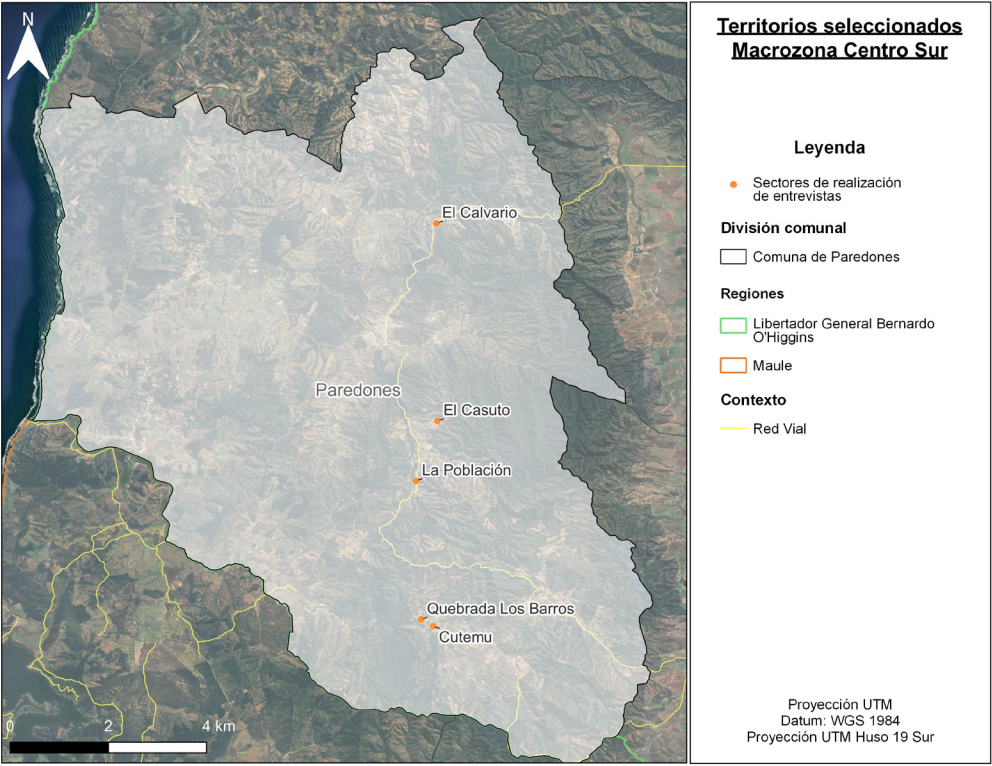 N
El Calvario
Paredones
El Casuto
La Población
Quebrada Los Barros
Cutemu
0 2 4 km
Territorios seleccionados
Macrozona Centro Sur
Leyenda
Sectores de realización
de entrevistas
División comunal
Comuna de Paredones
Regiones
Libertador General Bernardo
O'Higgins
Maule
Contexto
Red Vial
Proyección UTM
Datum: WGS 1984
Proyección UTM Huso 19 Sur